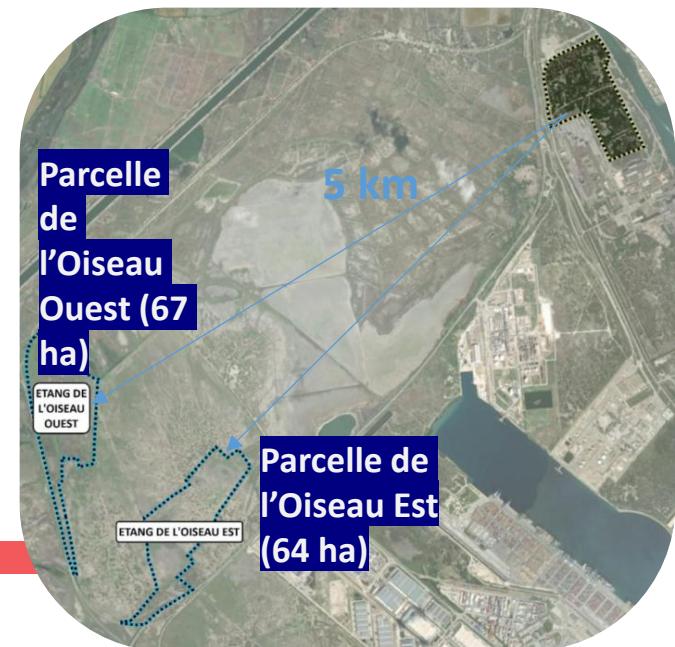 5 km
Parcelle
de
l’Oiseau
Ouest (67
ha)
ETANG DE
L'OISEAU
OUEST
Parcelle de
l’Oiseau Est
(64 ha)
ETANG DE L'OISEAU EST